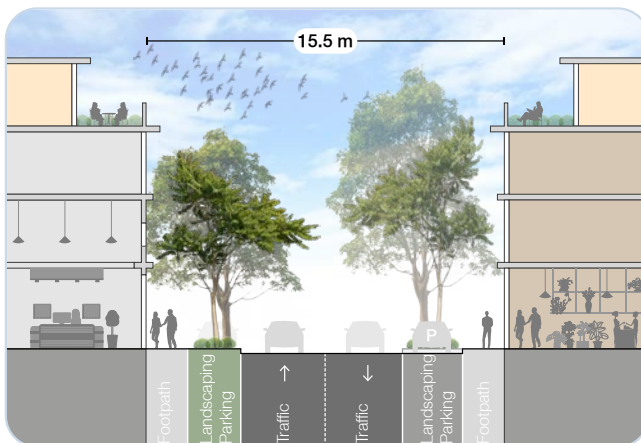 15.5 m
P
Footpath
Landscaping
Parking
Traffic
Traffic
Landscaping
Parking
Footpath